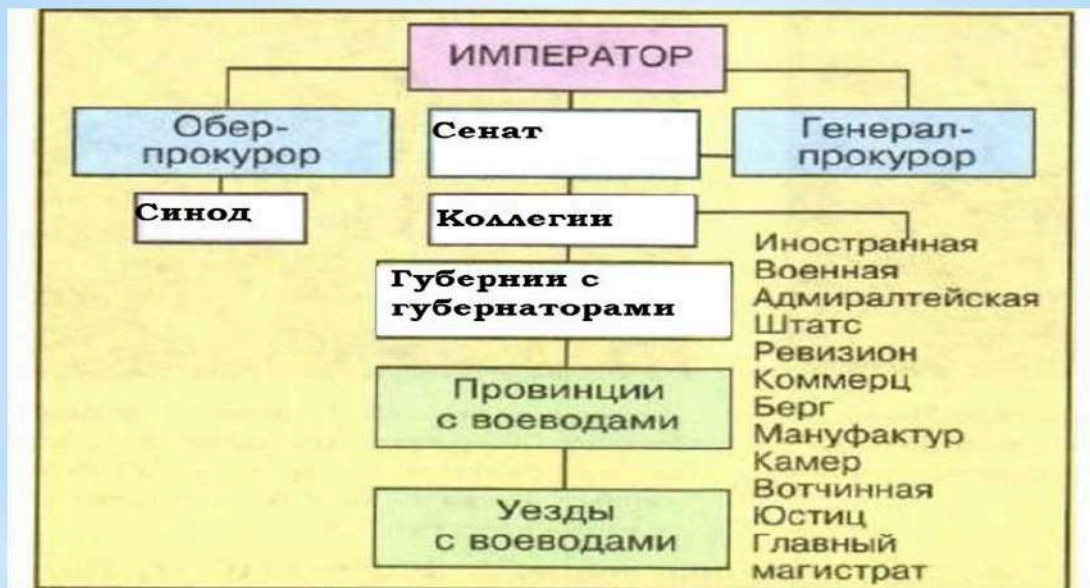 ИМПЕРАТОР
Обер-
прокурор
Сенат
Генерал-
прокурор
Синод
Коллегии
Губернии с
губернаторами
Провинции
с воеводами
Уезды
с воеводами
Иностранная
Военная
Адмиралтейская
Штатс
Ревизион
Коммерц
Берг
Мануфактур
Камер
Вотчинная
Юстиц
Главный
магистрат